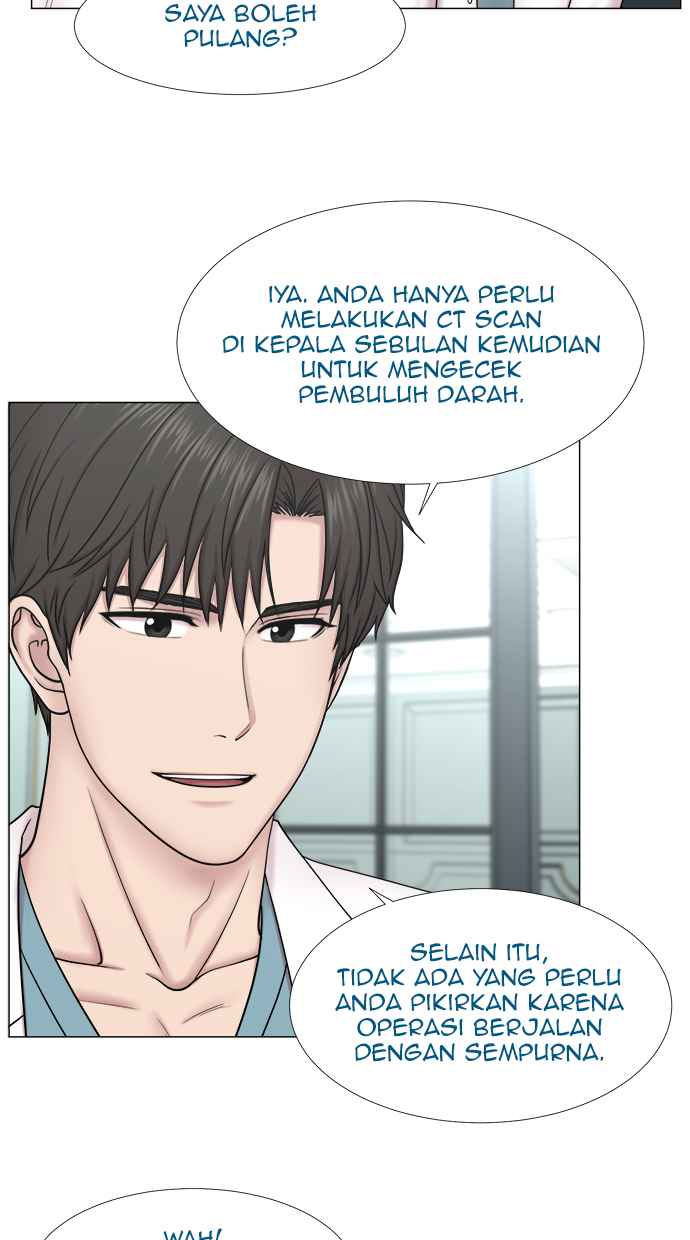 SAYA BOLEH
PULANG?
IYA. ANDA HANYA PERLU
MELAKUKAN CT SCAN
DI KEPALA SEBULAN KEMUDIAN
UNTUK MENGECEK
PEMBULUH DARAH.
SELAIN ITU,
TIDAK ADA YANG PERLU
ANDA PIKIRKAN KARENA
OPERASI BERJALAN
DENGAN SEMPURNA.
WAH!